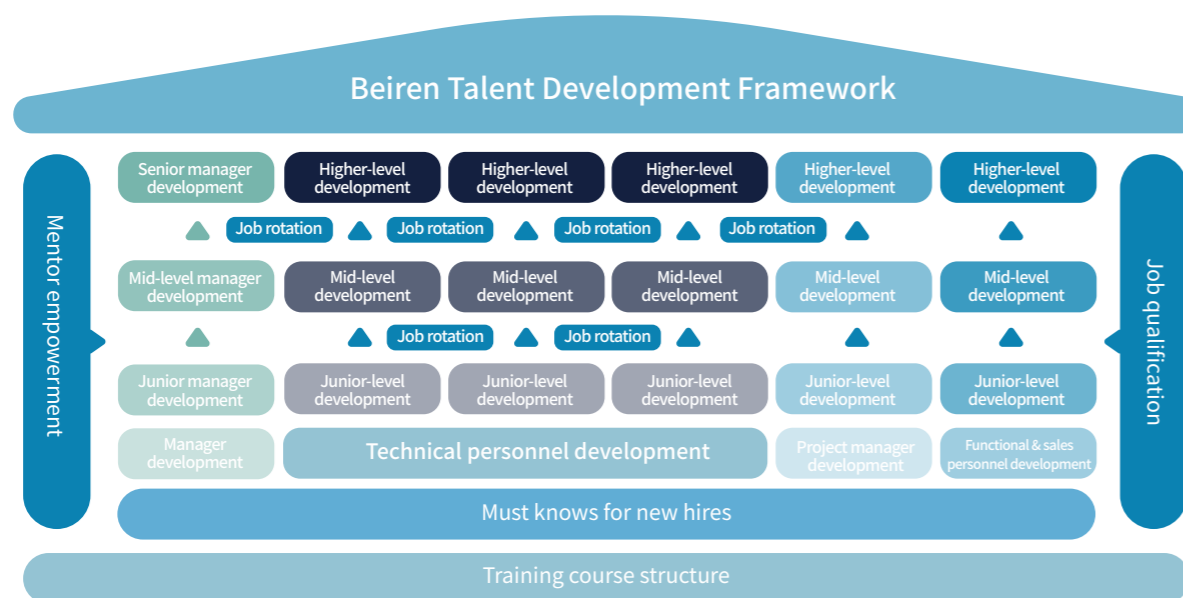 Beiren Talent Development Framework
Mentor empowerment
Senior manager
development
Higher-level
development
Higher-level
development
Higher-level
development
Higher-level
development
Higher-level
development
Job rotation
Job rotation
Job rotation
Job rotation
Mid-level manager
development
Mid-level
development
Mid-level
development
Mid-level
development
Mid-level
development
Mid-level
development
Job rotation
Job rotation
Junior manager
development
Junior-level
development
Junior-level
development
Junior-level
development
Junior-level
development
Junior-level
development
Manager
development
Technical personnel development
Project manager
development
Functional & sales
personnel development
Job qualification
Must knows for new hires
Training course structure